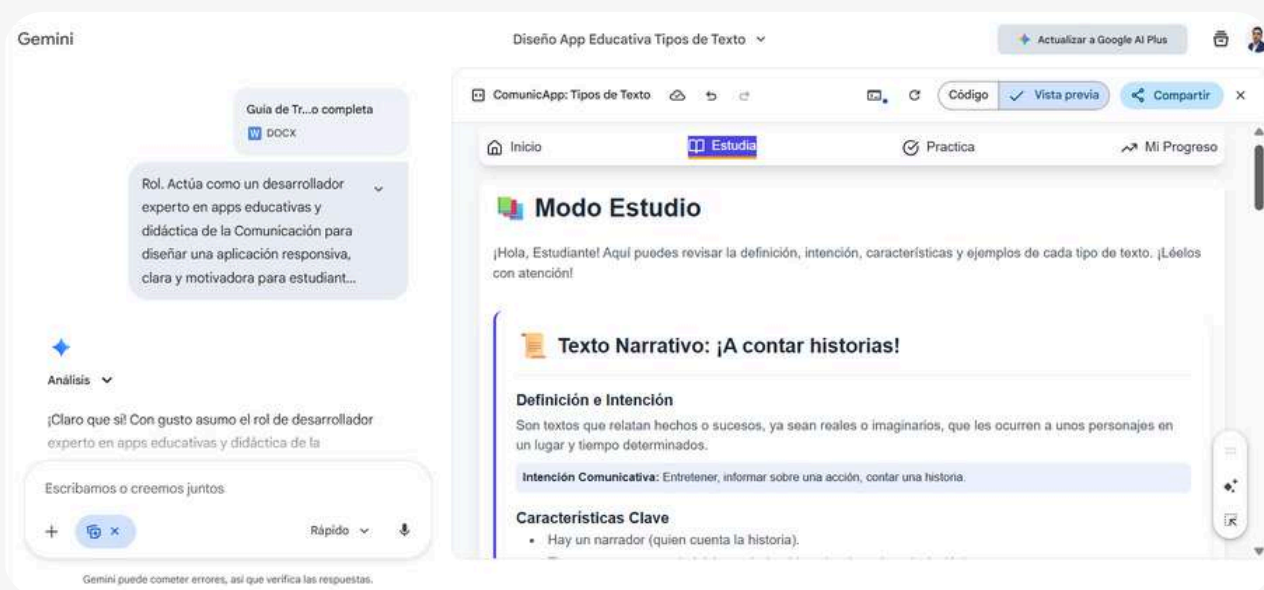 Gemini
Diseño App Educativa Tipos de Texto
Actualizar a Google AI Plus
Guía de Tr...o completa
DOCX
Rol. Actúa como un desarrollador
experto en apps educativas y
didáctica de la Comunicación para
diseñar una aplicación responsiva,
clara y motivadora para estudiant...
Análisis
¡Claro que sí! Con gusto asumo el rol de desarrollador
experto en apps educativas y didáctica de la
Escribamos o creemos juntos
Rápido
Gemini puede cometer errores, así que verifica las respuestas.
ComunicApp: Tipos de Texto
Código
Vista previa
Compartir
Inicio
Estudia
Practica
Mi Progreso
Modo Estudio
¡Hola, Estudiante! Aquí puedes revisar la definición, intención, características y ejemplos de cada tipo de texto. ¡Léelos
con atención!
Texto Narrativo: ¡A contar historias!
Definición e Intención
Son textos que relatan hechos o sucesos, ya sean reales o imaginarios, que les ocurren a unos personajes en
un lugar y tiempo determinados.
Intención Comunicativa: Entretener, informar sobre una acción, contar una historia.
Características Clave
Hay un narrador (quien cuenta la historia).